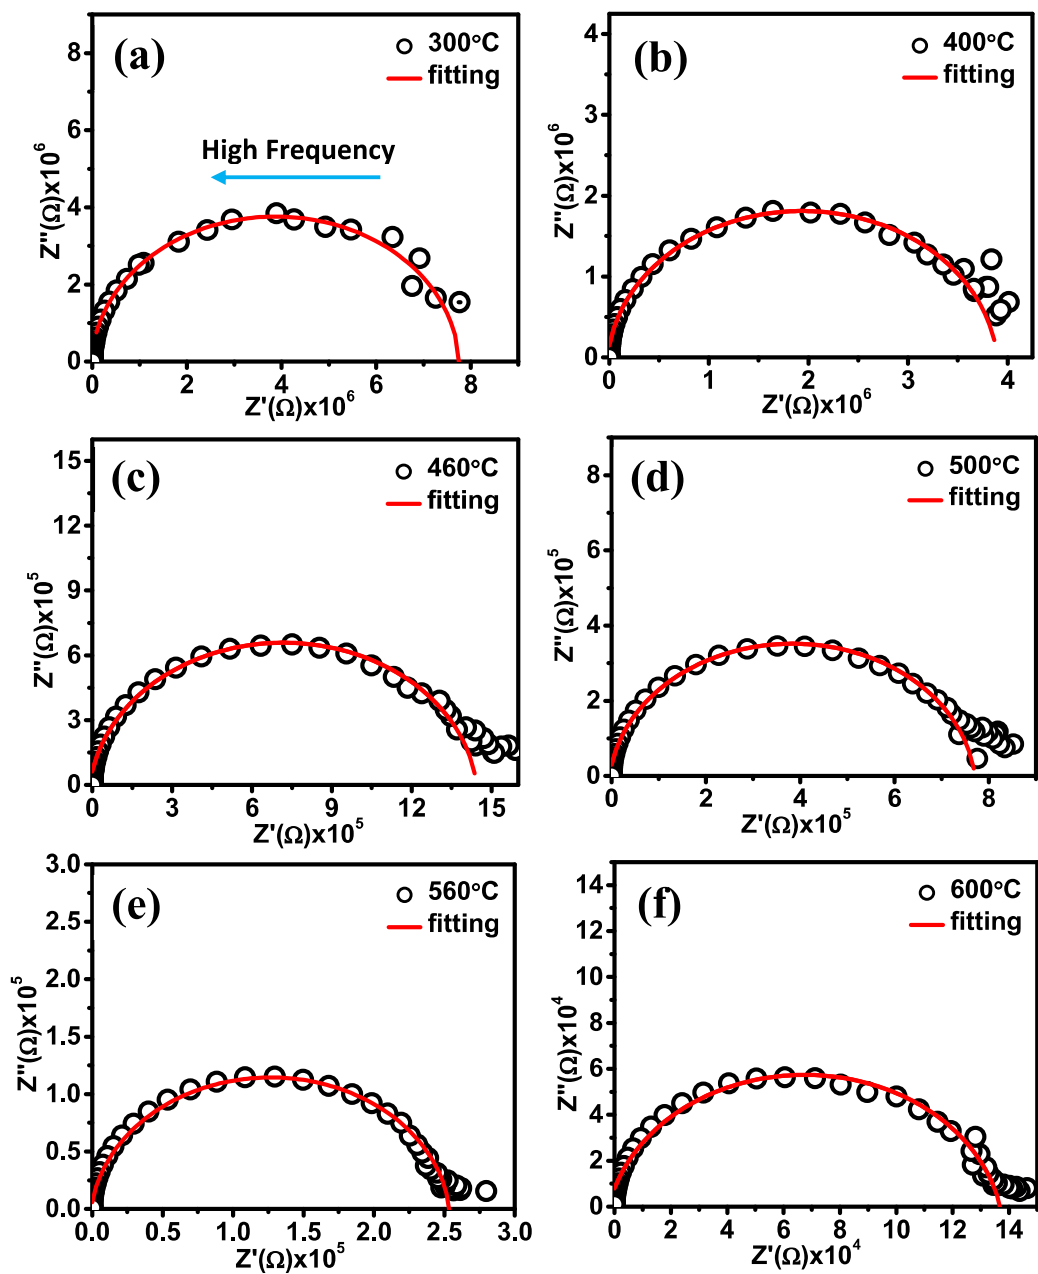 (a)
300°C
fitting
High Frequency
Z''(Ω)x10⁶
8
6
4
2
0
0 2 4 6 8
Z'(Ω)x10⁶
(b)
400°C
fitting
Z''(Ω)x10⁶
4
3
2
1
0
0 1 2 3 4
Z'(Ω)x10⁶
(c)
460°C
fitting
Z''(Ω)x10⁵
15
12
9
6
3
0
0 3 6 9 12 15
Z'(Ω)x10⁵
(d)
500°C
fitting
Z''(Ω)x10⁵
8
6
4
2
0
0 2 4 6 8
Z'(Ω)x10⁵
(e)
560°C
fitting
Z''(Ω)x10⁵
3.0
2.5
2.0
1.5
1.0
0.5
0.0
0.0 0.5 1.0 1.5 2.0 2.5 3.0
Z'(Ω)x10⁵
(f)
600°C
fitting
Z''(Ω)x10⁴
14
12
10
8
6
4
2
0
0 2 4 6 8 10 12 14
Z'(Ω)x10⁴